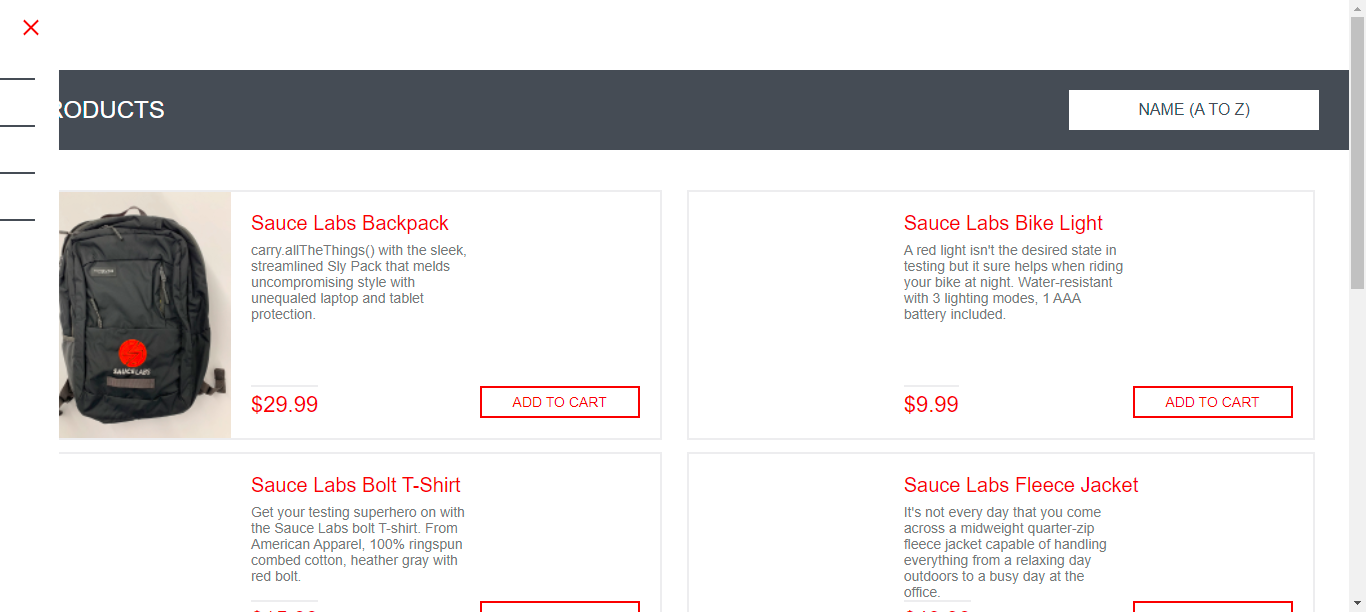 RODUCTS
NAME (A TO Z)
Sauce Labs Backpack
carry.allTheThings() with the sleek,
streamlined Sly Pack that melds
uncompromising style with
unequaled laptop and tablet
protection.
$29.99
ADD TO CART
SAUCELABS
Sauce Labs Bike Light
A red light isn't the desired state in
testing but it sure helps when riding
your bike at night. Water-resistant
with 3 lighting modes, 1 AAA
battery included.
$9.99
ADD TO CART
Sauce Labs Bolt T-Shirt
Get your testing superhero on with
the Sauce Labs bolt T-shirt. From
American Apparel, 100% ringspun
combed cotton, heather gray with
red bolt.
Sauce Labs Fleece Jacket
It's not every day that you come
across a midweight quarter-zip
fleece jacket capable of handling
everything from a relaxing day
outdoors to a busy day at the
office.